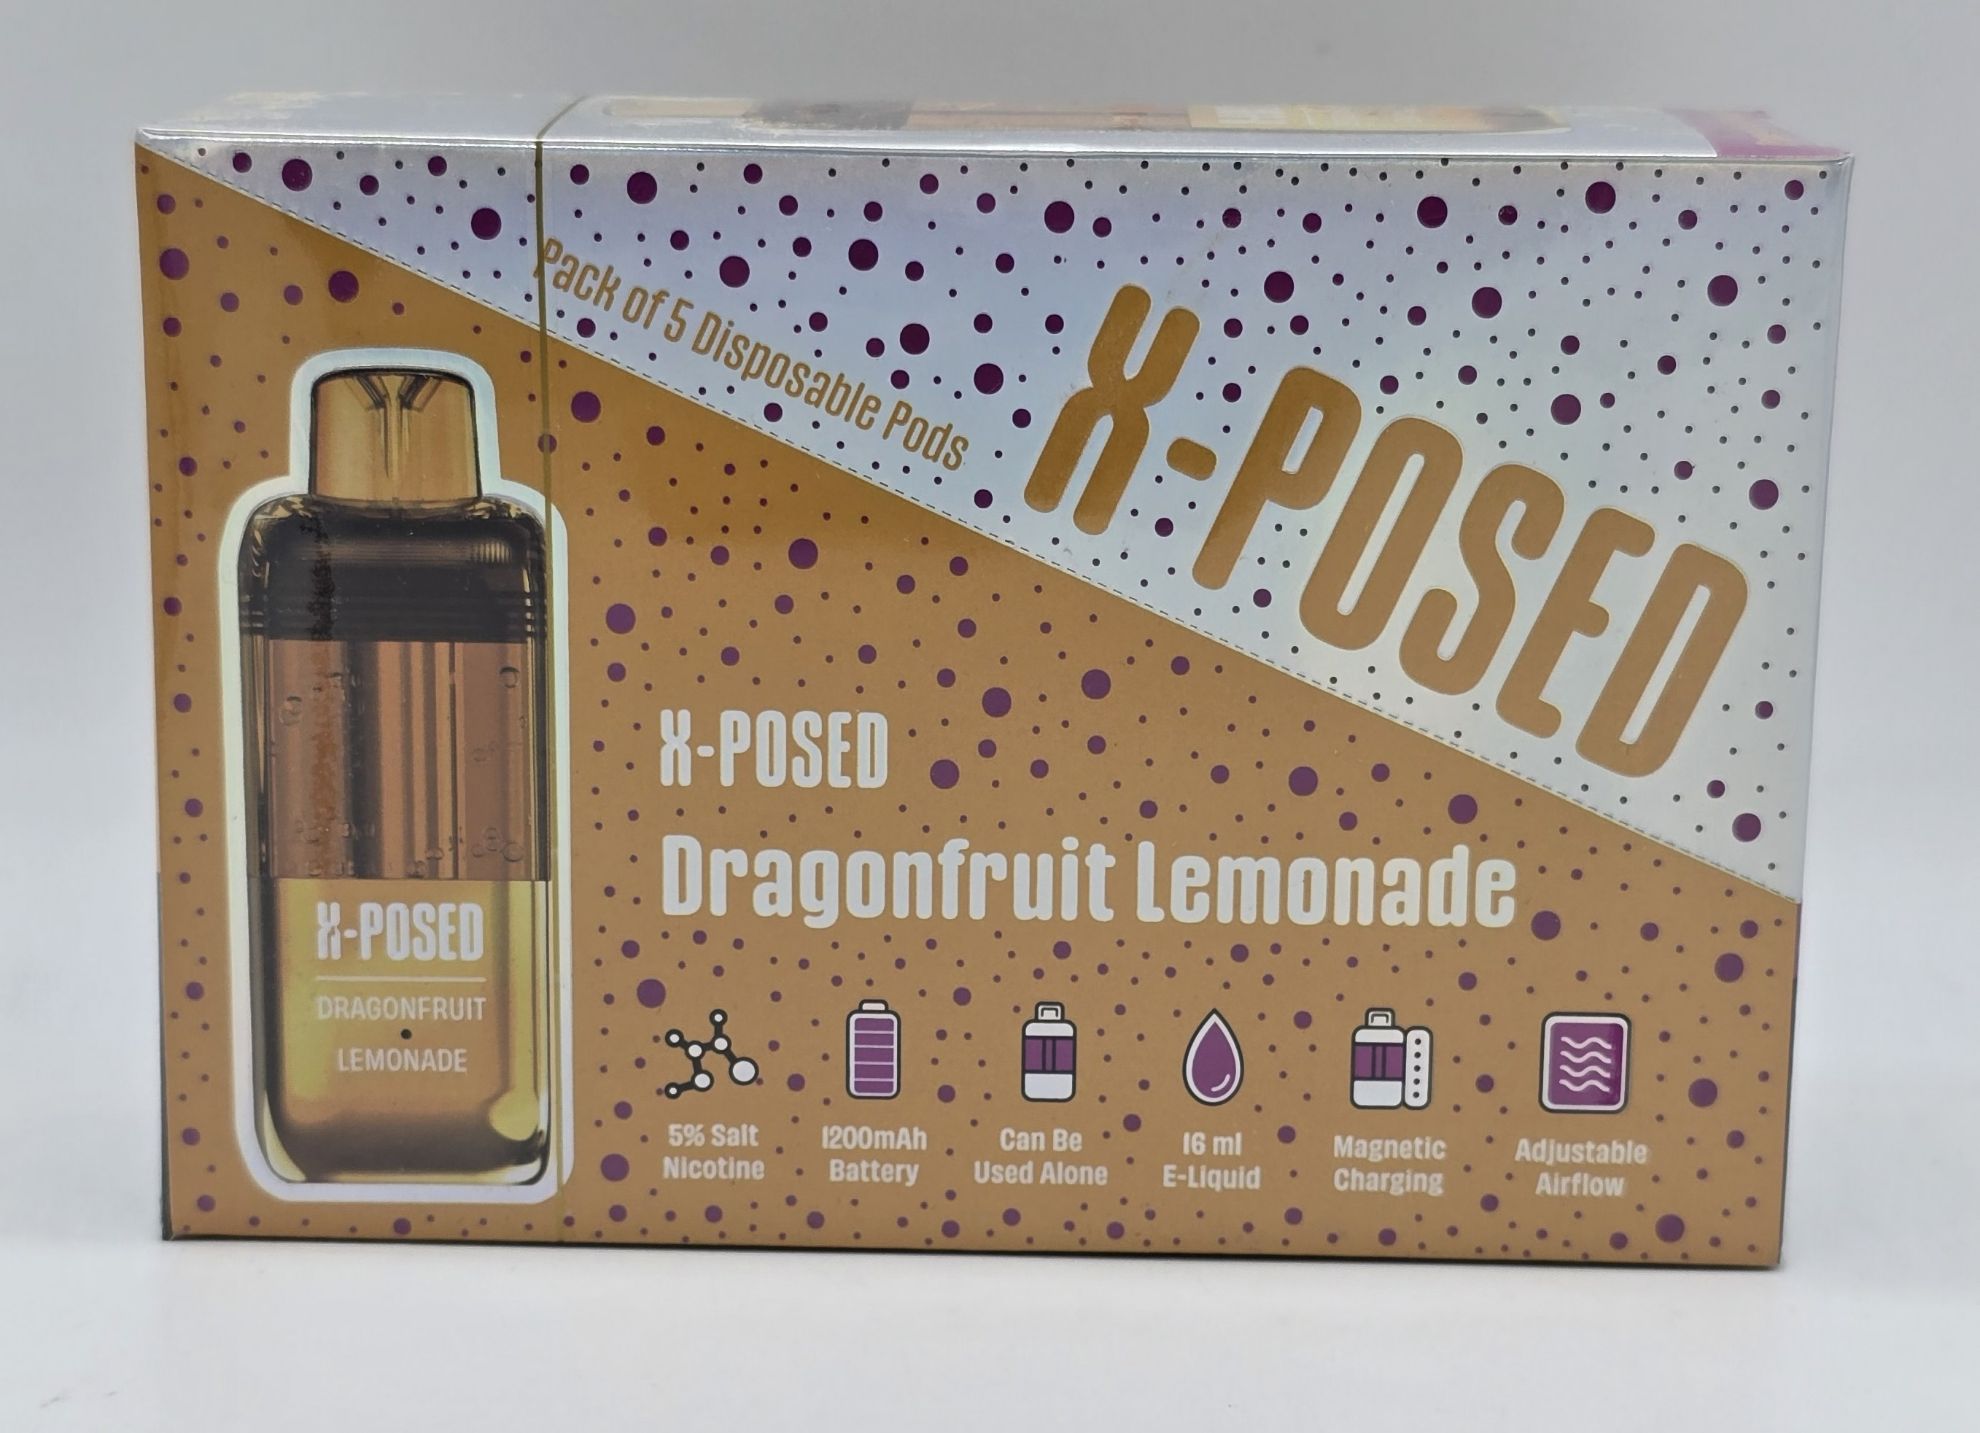 Pack of 5 Disposable Pods
X-POSED
X-POSED
Dragonfruit Lemonade
X-POSED
DRAGONFRUIT
•
LEMONADE
5% Salt
Nicotine
1200mAh
Battery
Can Be
Used Alone
16 ml
E-Liquid
Magnetic
Charging
Adjustable
Airflow